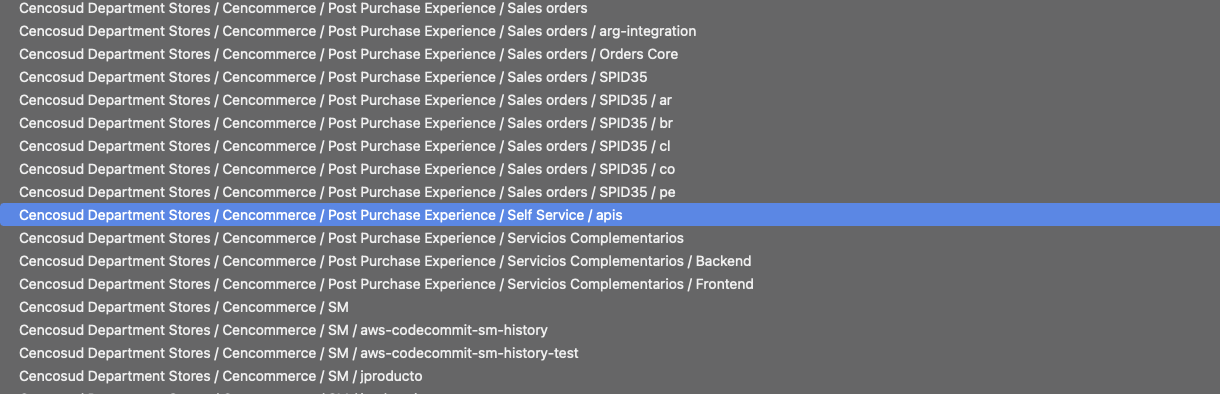 Cencosud Department Stores / Cencommerce / Post Purchase Experience / Sales orders
Cencosud Department Stores / Cencommerce / Post Purchase Experience / Sales orders / arg-integration
Cencosud Department Stores / Cencommerce / Post Purchase Experience / Sales orders / Orders Core
Cencosud Department Stores / Cencommerce / Post Purchase Experience / Sales orders / SPID35
Cencosud Department Stores / Cencommerce / Post Purchase Experience / Sales orders / SPID35 / ar
Cencosud Department Stores / Cencommerce / Post Purchase Experience / Sales orders / SPID35 / br
Cencosud Department Stores / Cencommerce / Post Purchase Experience / Sales orders / SPID35 / cl
Cencosud Department Stores / Cencommerce / Post Purchase Experience / Sales orders / SPID35 / co
Cencosud Department Stores / Cencommerce / Post Purchase Experience / Sales orders / SPID35 / pe
Cencosud Department Stores / Cencommerce / Post Purchase Experience / Self Service / apis
Cencosud Department Stores / Cencommerce / Post Purchase Experience / Servicios Complementarios
Cencosud Department Stores / Cencommerce / Post Purchase Experience / Servicios Complementarios / Backend
Cencosud Department Stores / Cencommerce / Post Purchase Experience / Servicios Complementarios / Frontend
Cencosud Department Stores / Cencommerce / SM
Cencosud Department Stores / Cencommerce / SM / aws-codecommit-sm-history
Cencosud Department Stores / Cencommerce / SM / aws-codecommit-sm-history-test
Cencosud Department Stores / Cencommerce / SM / jproducto